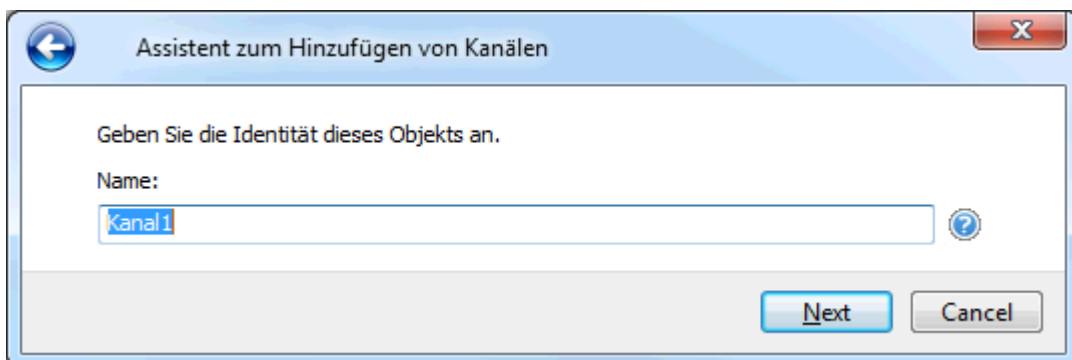 Assistent zum Hinzufügen von Kanälen
Geben Sie die Identität dieses Objekts an.
Name:
Kanal1
Next Cancel